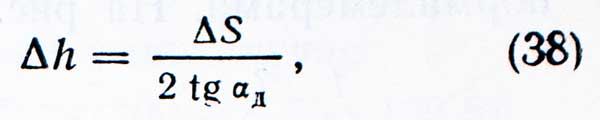 Δh = ΔS / 2 tg α_д , (38)